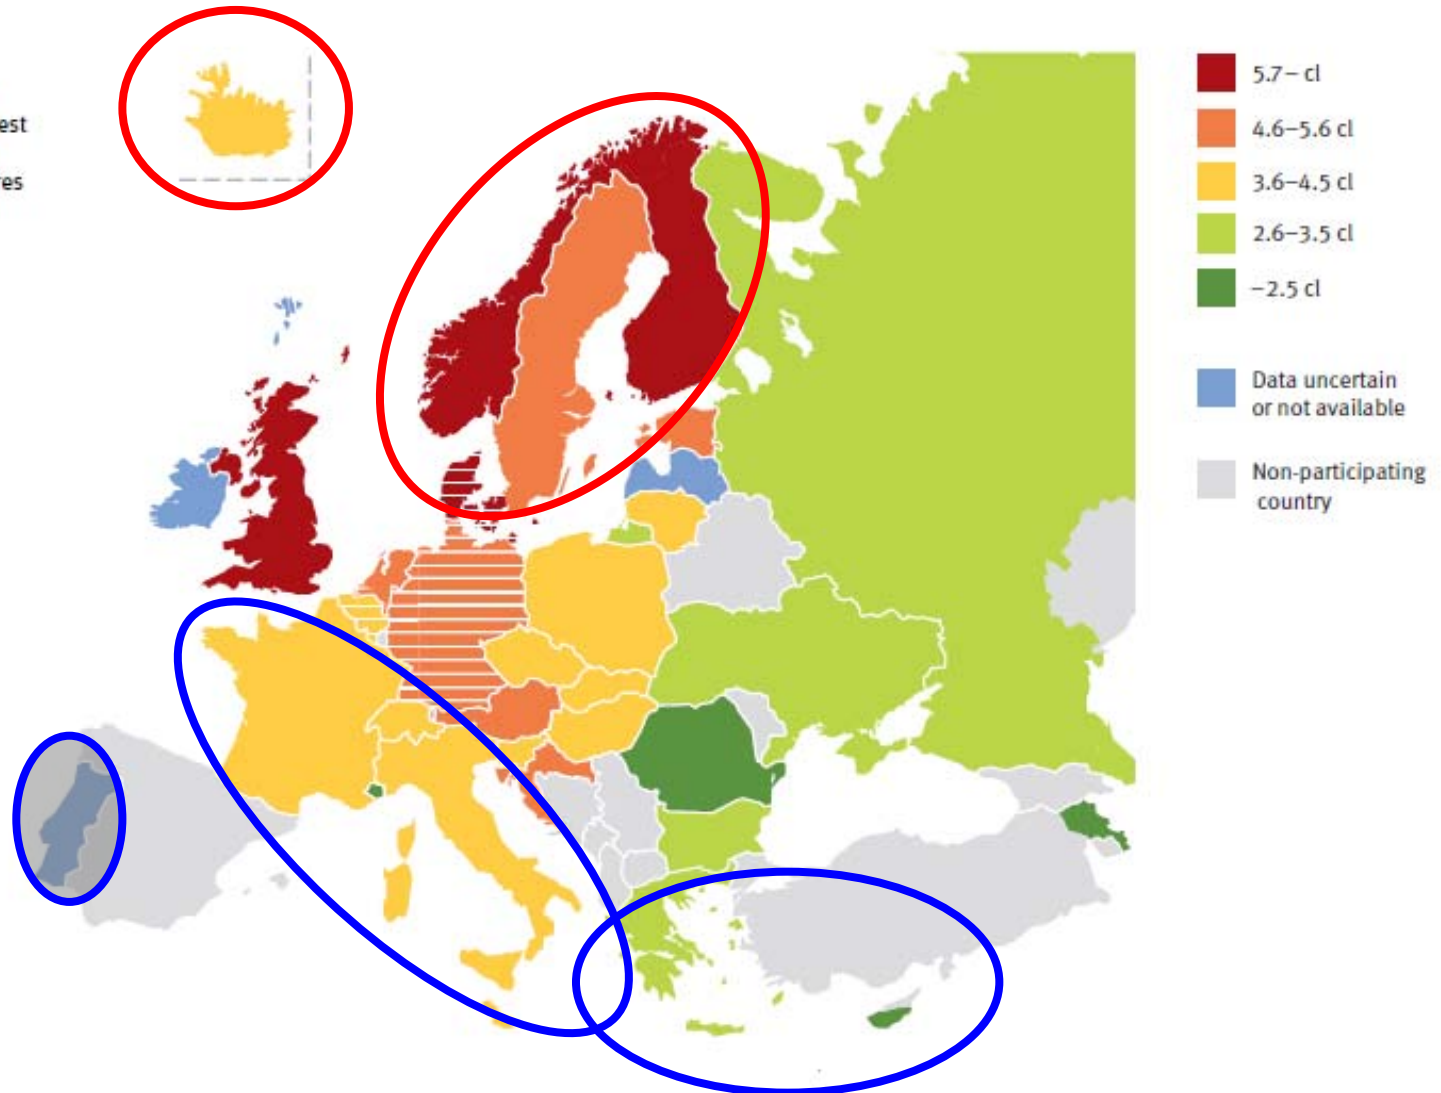 est
res
5.7– cl
4.6–5.6 cl
3.6–4.5 cl
2.6–3.5 cl
–2.5 cl
Data uncertain
or not available
Non-participating
country